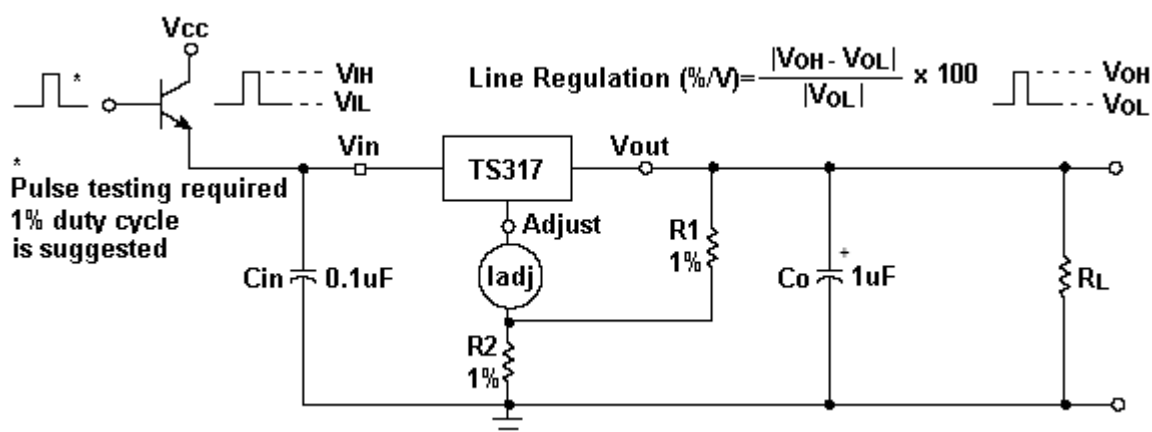 Vcc
*
VIH
VIL
Line Regulation (%/V)= |VOH - VOL| / |VOL| x 100
VOH
VOL
Vin
TS317
Vout
*
Pulse testing required
1% duty cycle
is suggested
Adjust
R1
1%
Cin
0.1uF
Iadj
Co
+
1uF
RL
R2
1%